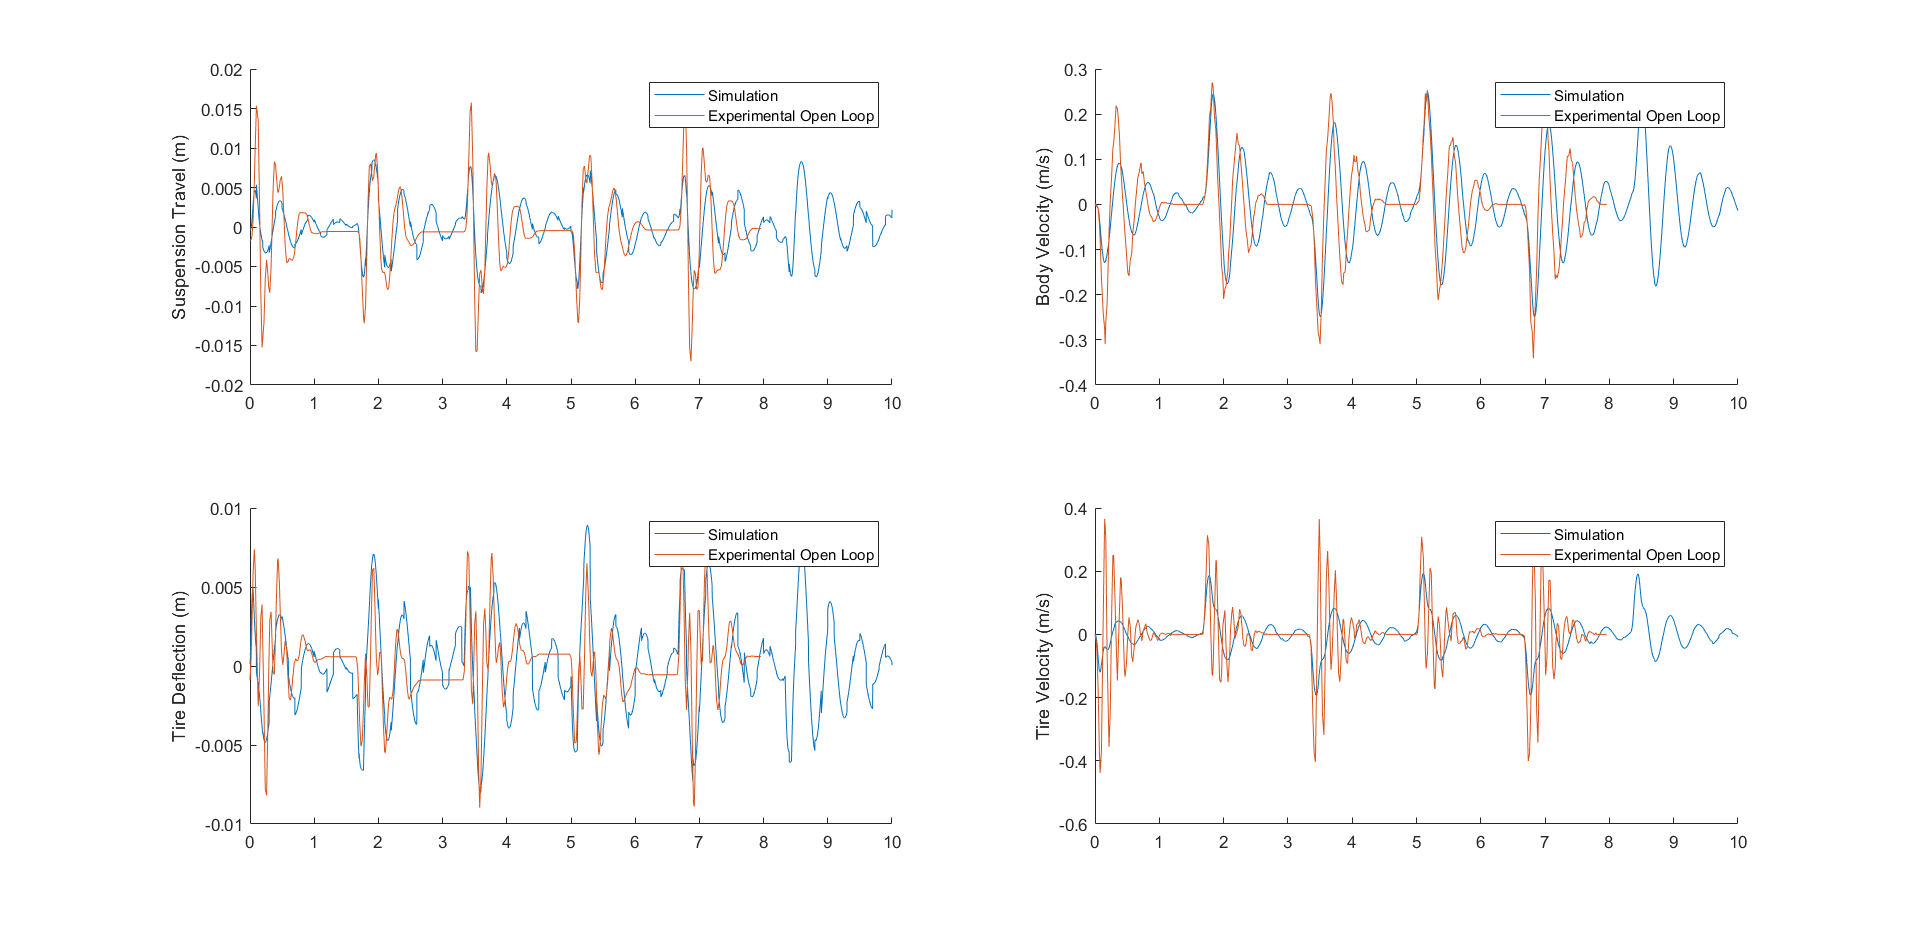 Suspension Travel (m)
0.02
0.015
0.01
0.005
0
-0.005
-0.01
-0.015
-0.02
0 1 2 3 4 5 6 7 8 9 10
Simulation
Experimental Open Loop
Body Velocity (m/s)
0.3
0.2
0.1
0
-0.1
-0.2
-0.3
-0.4
0 1 2 3 4 5 6 7 8 9 10
Simulation
Experimental Open Loop
Tire Deflection (m)
0.01
0.005
0
-0.005
-0.01
0 1 2 3 4 5 6 7 8 9 10
Simulation
Experimental Open Loop
Tire Velocity (m/s)
0.4
0.2
0
-0.2
-0.4
-0.6
0 1 2 3 4 5 6 7 8 9 10
Simulation
Experimental Open Loop